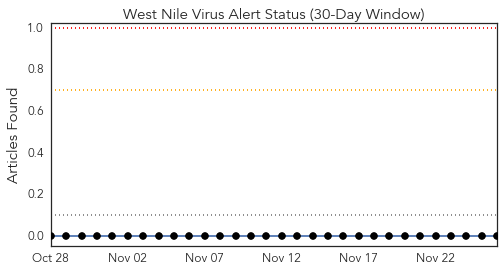 West Nile Virus Alert Status (30-Day Window)
Articles Found
1.0
0.8
0.6
0.4
0.2
0.0
Oct 28 Nov 02 Nov 07 Nov 12 Nov 17 Nov 22